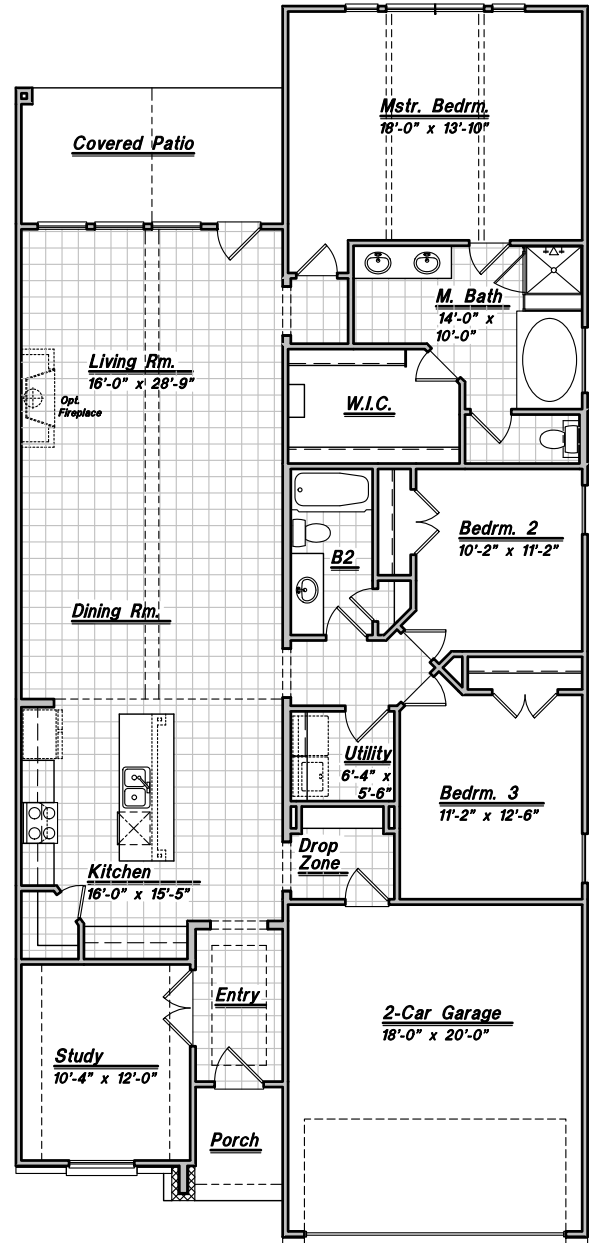 Mstr. Bedrm.
18'-0" x 13'-10"
Covered Patio
M. Bath
14'-0" x
10'-0"
Living Rm.
16'-0" x 28'-9"
Opt.
Fireplace
W.I.C.
Bedrm. 2
10'-2" x 11'-2"
B2
Dining Rm.
Utility
6'-4" x
5'-6"
Bedrm. 3
11'-2" x 12'-6"
Drop
Zone
Kitchen
16'-0" x 15'-5"
Entry
2-Car Garage
18'-0" x 20'-0"
Study
10'-4" x 12'-0"
Porch